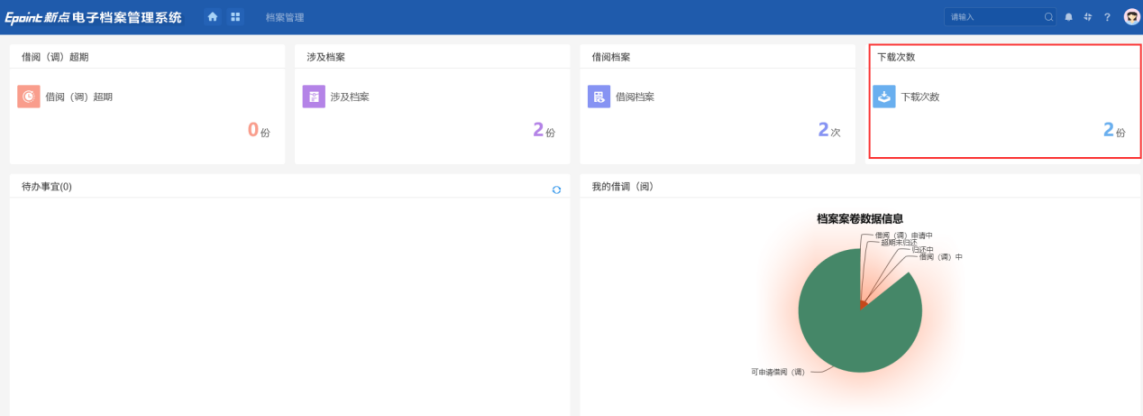 Epoint 新点 电子档案管理系统
档案管理
请输入
?
借阅（调）超期
借阅（调）超期
0 份
涉及档案
涉及档案
2 份
借阅档案
借阅档案
2 次
下载次数
下载次数
2 份
待办事宜(0)
我的借调（阅）
档案案卷数据信息
借阅（调）申请中
超期未归还
归还中
借阅（调）中
可申请借阅（调）